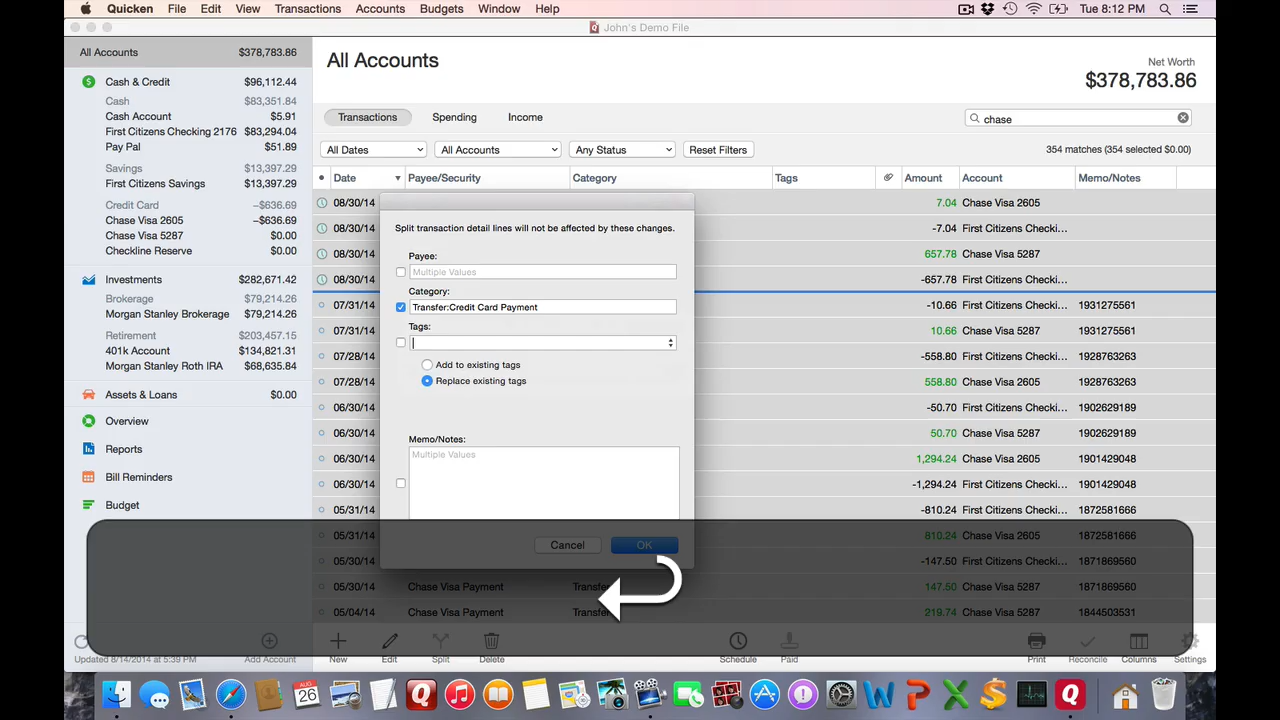 Quicken File Edit View Transactions Accounts Budgets Window Help Tue 8:12 PM
John's Demo File
All Accounts $378,783.86
Cash & Credit $96,112.44
Cash $83,351.84
Cash Account $5.91
First Citizens Checking 2176 $83,294.04
Pay Pal $51.89
Savings $13,397.29
First Citizens Savings $13,397.29
Credit Card –$636.69
Chase Visa 2605 –$636.69
Chase Visa 5287 $0.00
Checkline Reserve $0.00
Investments $282,671.42
Brokerage $79,214.26
Morgan Stanley Brokerage $79,214.26
Retirement $203,457.15
401k Account $134,821.31
Morgan Stanley Roth IRA $68,635.84
Assets & Loans $0.00
Overview
Reports
Bill Reminders
Budget
Updated 8/14/2014 at 5:39 PM Add Account
All Accounts
Net Worth
$378,783.86
Transactions Spending Income chase
All Dates All Accounts Any Status Reset Filters 354 matches (354 selected $0.00)
Date Payee/Security Category Tags Amount Account Memo/Notes
08/30/14 7.04 Chase Visa 2605
08/30/14 -7.04 First Citizens Checki...
08/30/14 657.78 Chase Visa 5287
08/30/14 -657.78 First Citizens Checki...
07/31/14 -10.66 First Citizens Checki... 1931275561
07/31/14 10.66 Chase Visa 5287 1931275561
07/28/14 -558.80 First Citizens Checki... 1928763263
07/28/14 558.80 Chase Visa 2605 1928763263
06/30/14 -50.70 First Citizens Checki... 1902629189
06/30/14 50.70 Chase Visa 5287 1902629189
06/30/14 1,294.24 Chase Visa 2605 1901429048
06/30/14 -1,294.24 First Citizens Checki... 1901429048
05/31/14 -810.24 First Citizens Checki... 1872581666
05/31/14 810.24 Chase Visa 2605 1872581666
05/30/14 -147.50 First Citizens Checki... 1871869560
05/30/14 Chase Visa Payment Transfer 147.50 Chase Visa 5287 1871869560
05/04/14 Chase Visa Payment Transfer 219.74 Chase Visa 5287 1844503531
Split transaction detail lines will not be affected by these changes.
Payee:
Multiple Values
Category:
Transfer:Credit Card Payment
Tags:
Add to existing tags
Replace existing tags
Memo/Notes:
Multiple Values
Cancel OK
New Edit Split Delete Schedule Paid Print Reconcile Columns Settings
AUG
26